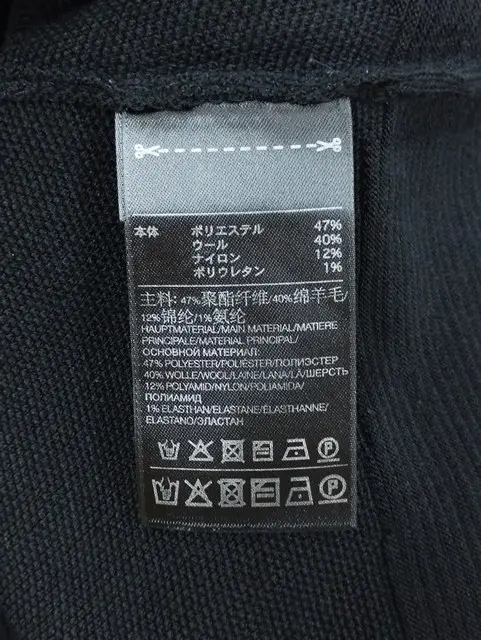 本体 ポリエステル 47%
ウール 40%
ナイロン 12%
ポリウレタン 1%
主料: 47%聚酯纤维/40%绵羊毛/
12%锦纶/1%氨纶
HAUPTMATERIAL/MAIN MATERIAL/MATIERE
PRINCIPALE/MATERIAL PRINCIPAL/
ОСНОВНОЙ МАТЕРИАЛ:
47% POLYESTER/POLIÉSTER/ПОЛИЭСТЕР
40% WOLLE/WOOL/LAINE/LANA/LÃ/ШЕРСТЬ
12% POLYAMID/NYLON/POLIAMIDA/
ПОЛИАМИД
1% ELASTHAN/ELASTANE/ÉLASTHANNE/
ELASTANO/ЭЛАСТАН
P
P